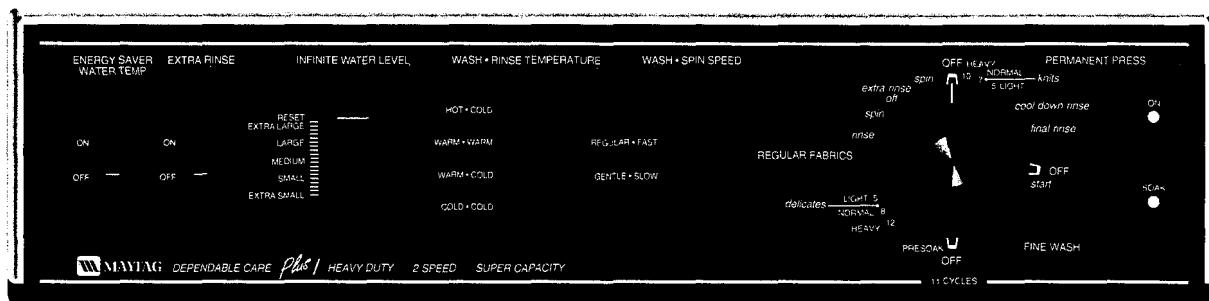 ENERGY SAVER
WATER TEMP
EXTRA RINSE
INFINITE WATER LEVEL
WASH • RINSE TEMPERATURE
WASH • SPIN SPEED
ON
OFF
ON
OFF
RESET
EXTRA LARGE
LARGE
MEDIUM
SMALL
EXTRA SMALL
HOT • COLD
WARM • WARM
WARM • COLD
COLD • COLD
REGULAR • FAST
GENTLE • SLOW
REGULAR FABRICS
OFF
HEAVY
10
7 NORMAL
5 LIGHT
knits
PERMANENT PRESS
spin
extra rinse
off
spin
rinse
cool down rinse
final rinse
OFF
start
delicates
LIGHT 5
NORMAL 8
HEAVY 12
PRESOAK
OFF
FINE WASH
ON
SOAK
MAYTAG DEPENDABLE CARE Plus / HEAVY DUTY 2 SPEED SUPER CAPACITY
11 CYCLES